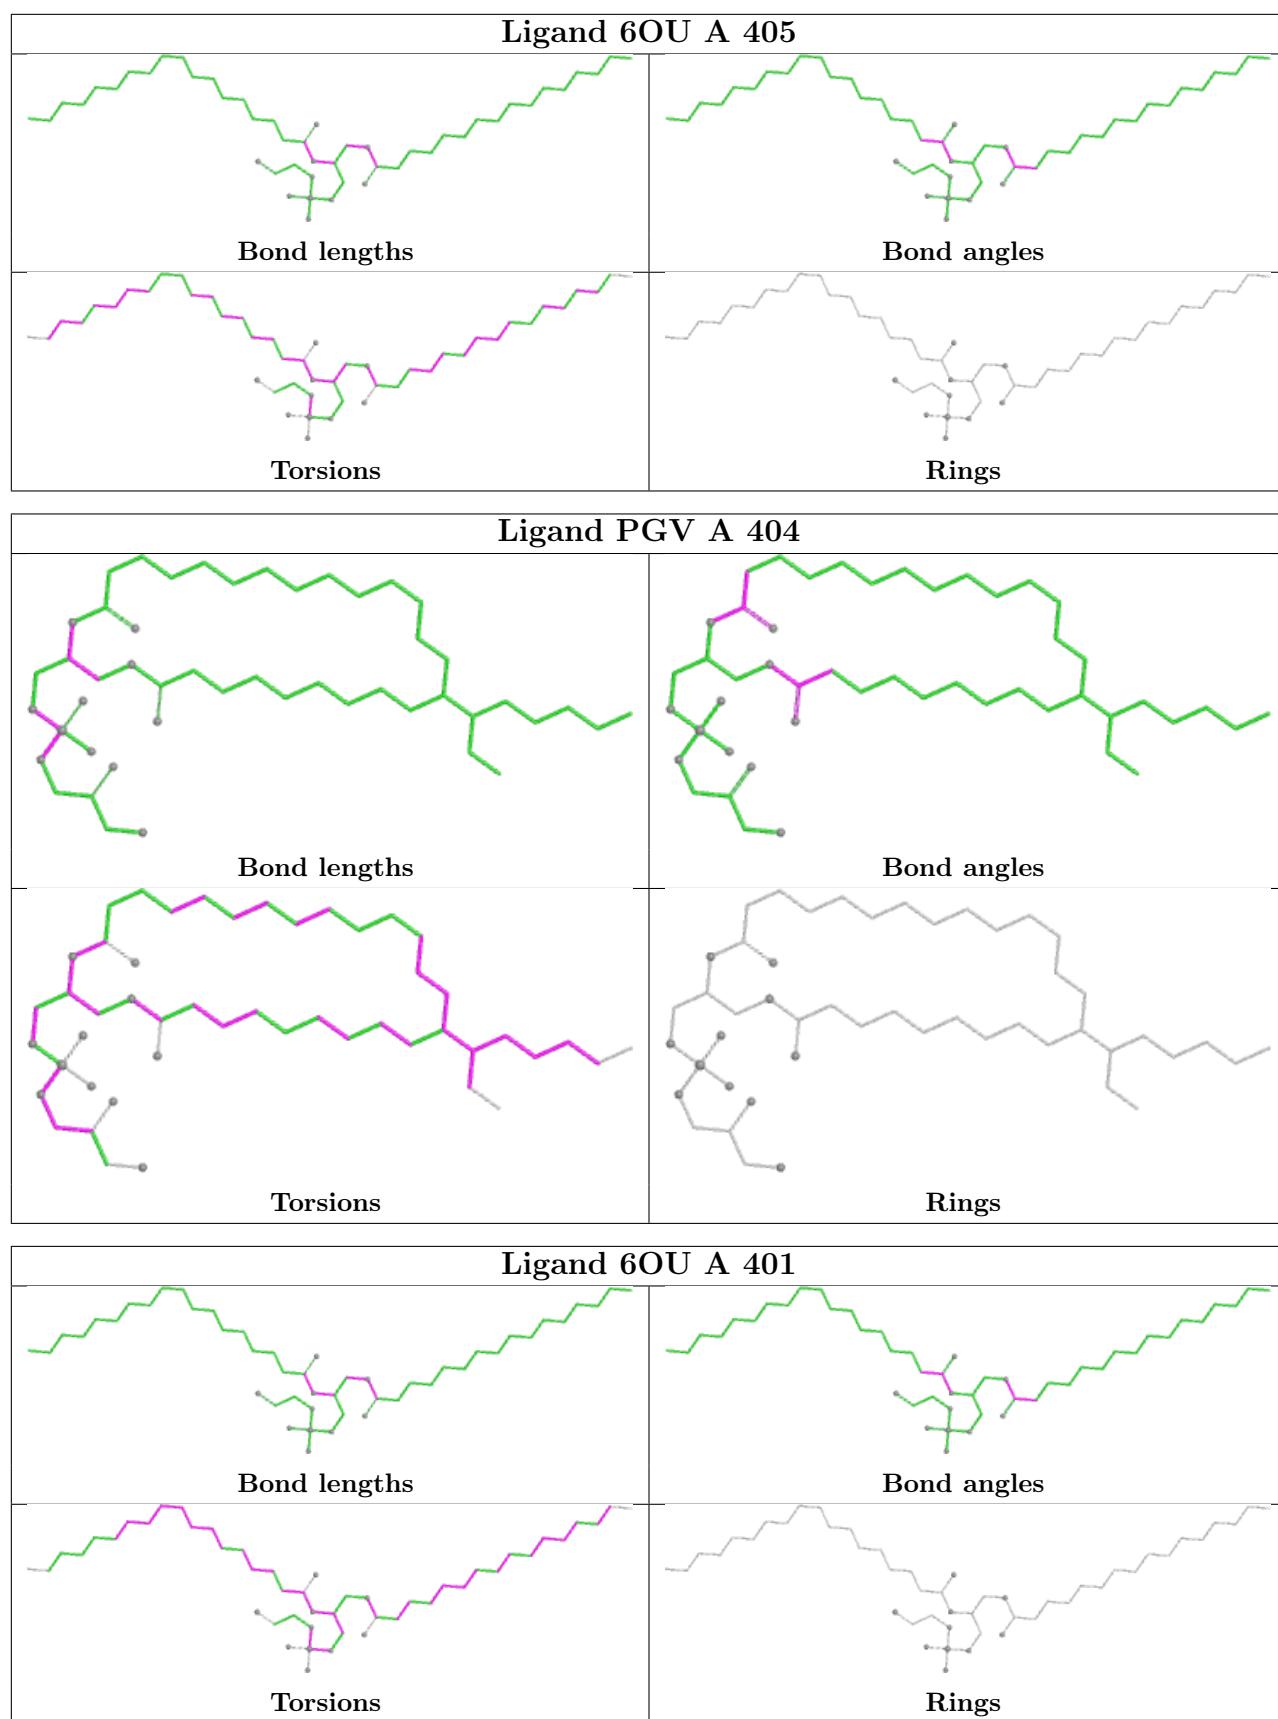 Ligand 6OU A 405
Bond lengths
Bond angles
Torsions
Rings
Ligand PGV A 404
Bond lengths
Bond angles
Torsions
Rings
Ligand 6OU A 401
Bond lengths
Bond angles
Torsions
Rings